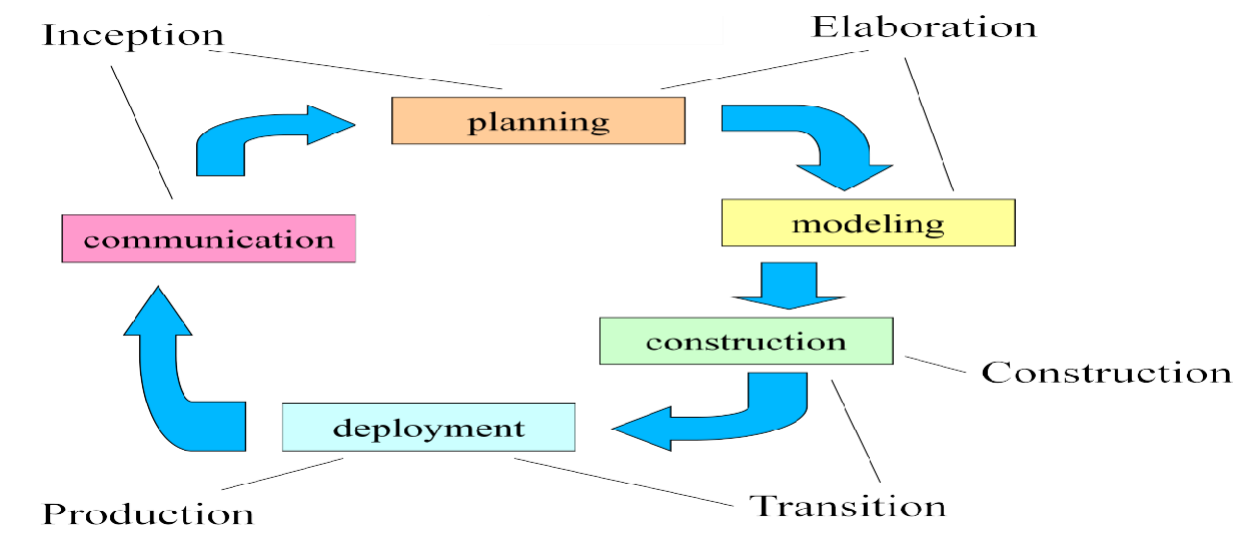 Inception
Elaboration
planning
modeling
communication
construction
Construction
deployment
Transition
Production